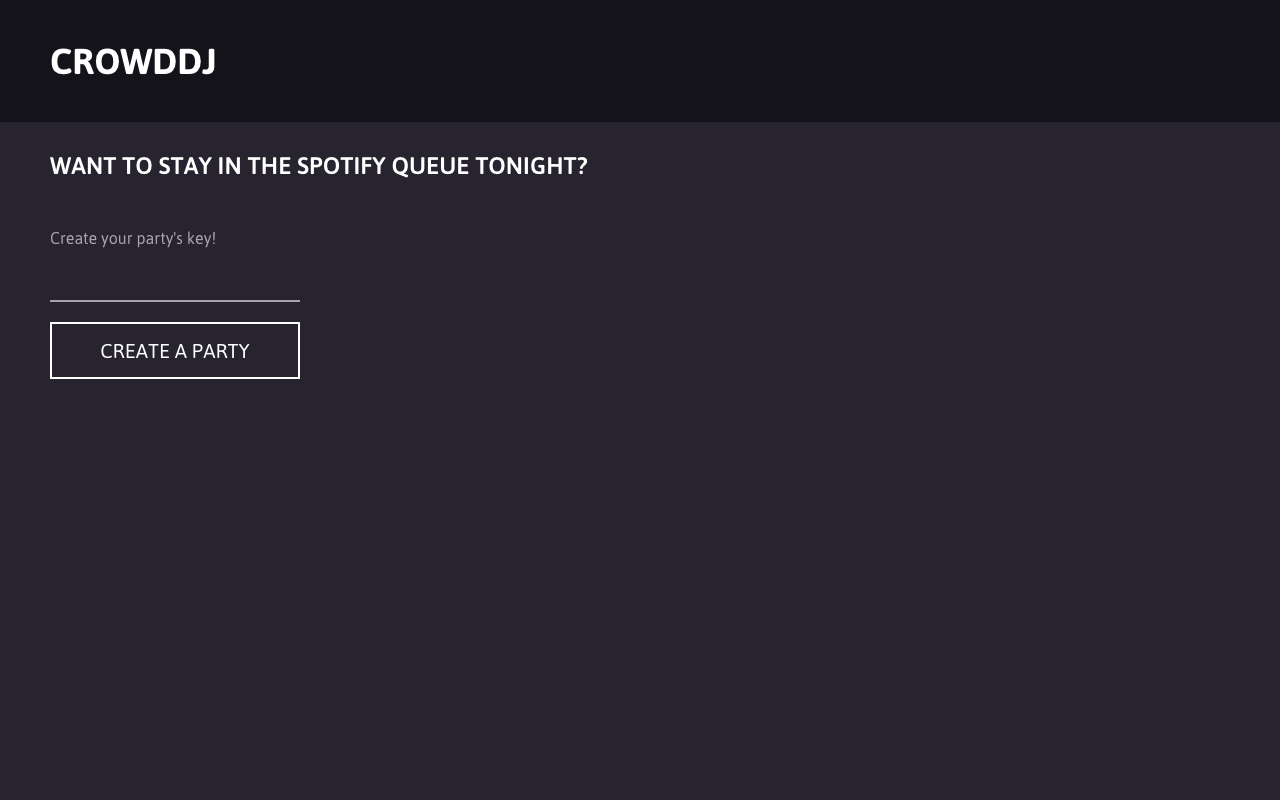 CROWDDJ
WANT TO STAY IN THE SPOTIFY QUEUE TONIGHT?
Create your party's key!
CREATE A PARTY